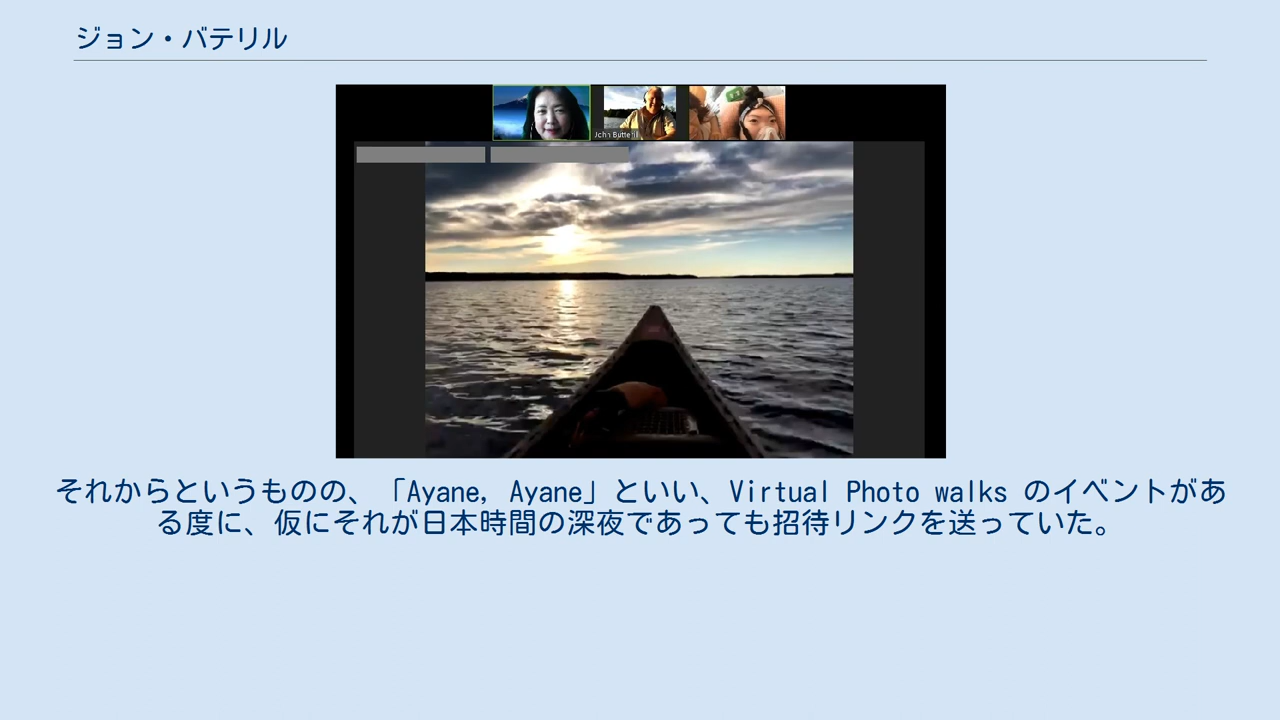 ジョン・バテリル
John Butterill
それからというものの、「Ayane, Ayane」といい、Virtual Photo walks のイベントがあ
る度に、仮にそれが日本時間の深夜であっても招待リンクを送っていた。